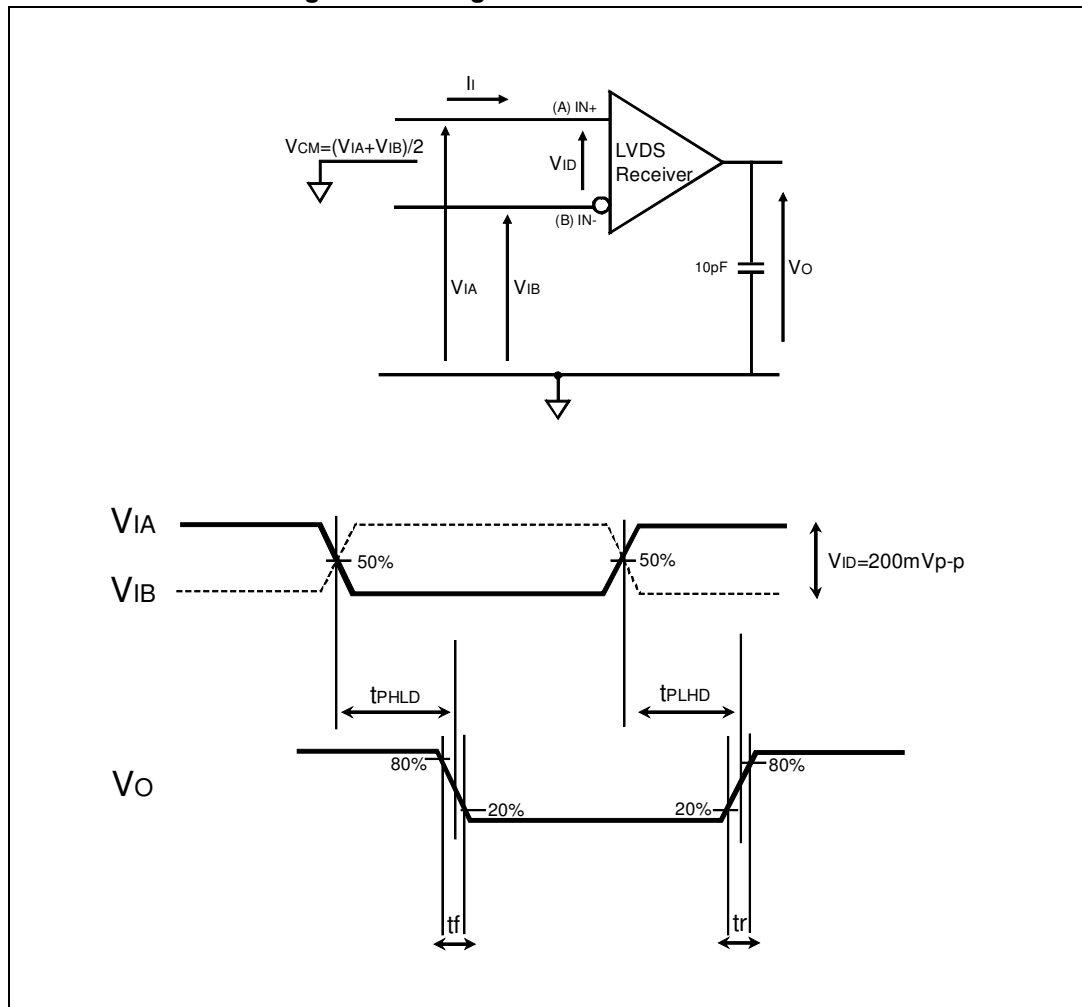 II
(A) IN+
VCM=(VIA+VIB)/2
VID
LVDS
Receiver
(B) IN-
10pF
VO
VIA
VIB
VIA
50%
50%
VID=200mVp-p
VIB
tPHLD
tPLHD
80%
80%
VO
20%
20%
tf
tr